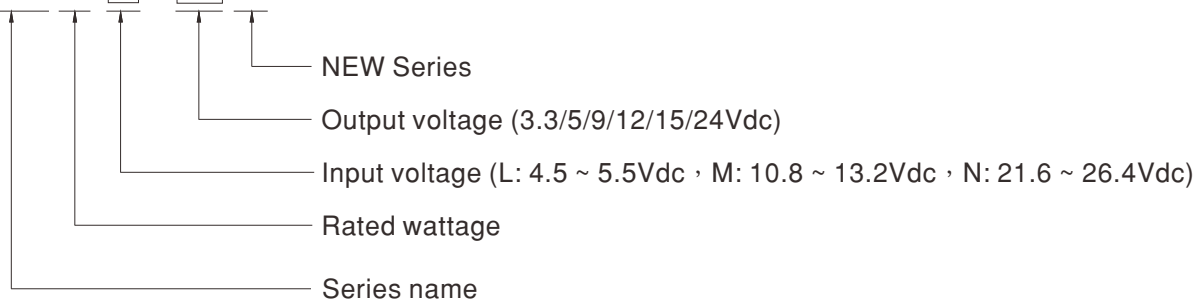 NEW Series
Output voltage (3.3/5/9/12/15/24Vdc)
Input voltage (L: 4.5 ~ 5.5Vdc，M: 10.8 ~ 13.2Vdc，N: 21.6 ~ 26.4Vdc)
Rated wattage
Series name